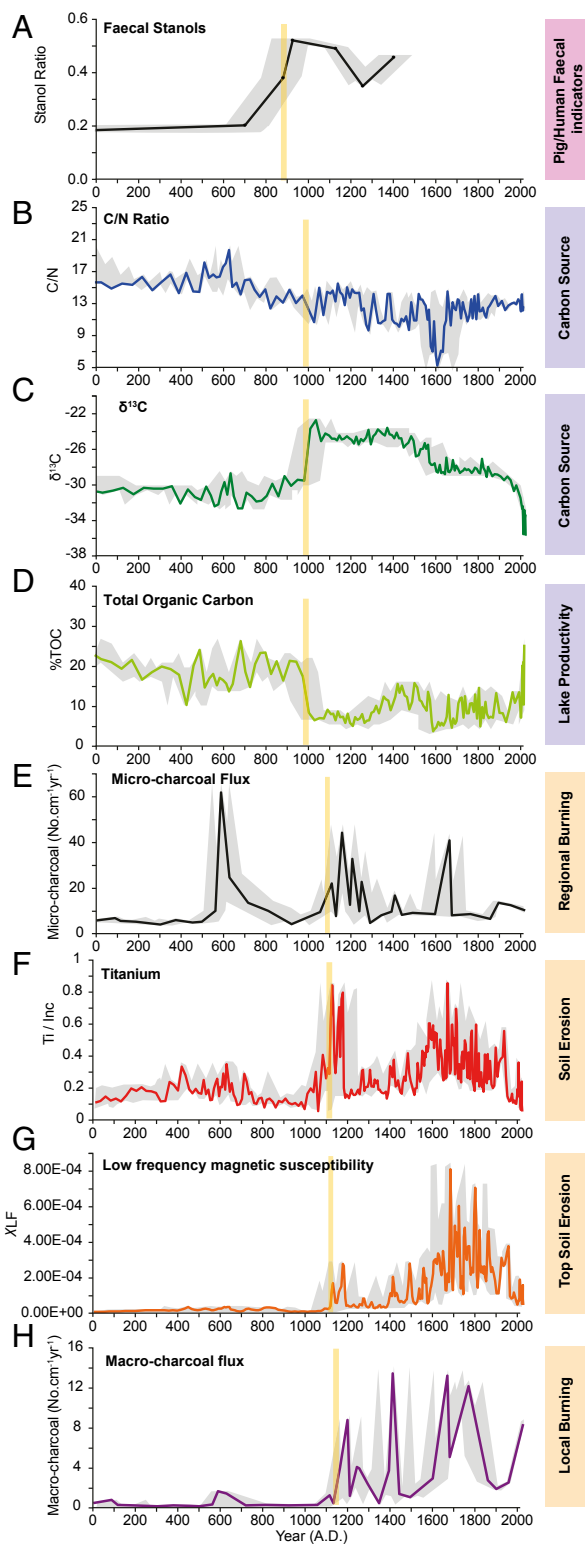 A
Faecal Stanols
Stanol Ratio
0.6
0.4
0.2
0.0
0 200 400 600 800 1000 1200 1400 1600 1800 2000
Pig/Human Faecal
indicators
B
C/N Ratio
C/N
25
21
17
13
9
5
0 200 400 600 800 1000 1200 1400 1600 1800 2000
Carbon Source
C
δ¹³C
δ¹³C
-22
-26
-30
-34
-38
0 200 400 600 800 1000 1200 1400 1600 1800 2000
Carbon Source
D
Total Organic Carbon
%TOC
40
30
20
10
0
0 200 400 600 800 1000 1200 1400 1600 1800 2000
Lake Productivity
E
Micro-charcoal Flux
Micro-charcoal (No.cm⁻¹yr¹)
60
40
20
0
0 200 400 600 800 1000 1200 1400 1600 1800 2000
Regional Burning
F
Titanium
Ti / Inc
1
0.8
0.6
0.4
0.2
0
0 200 400 600 800 1000 1200 1400 1600 1800 2000
Soil Erosion
G
Low frequency magnetic susceptibility
χLF
8.00E-04
6.00E-04
4.00E-04
2.00E-04
0.00E+00
0 200 400 600 800 1000 1200 1400 1600 1800 2000
Top Soil Erosion
H
Macro-charcoal flux
Macro-charcoal (No.cm⁻¹yr¹)
16
12
8
4
0
0 200 400 600 800 1000 1200 1400 1600 1800 2000
Year (A.D.)
Local Burning